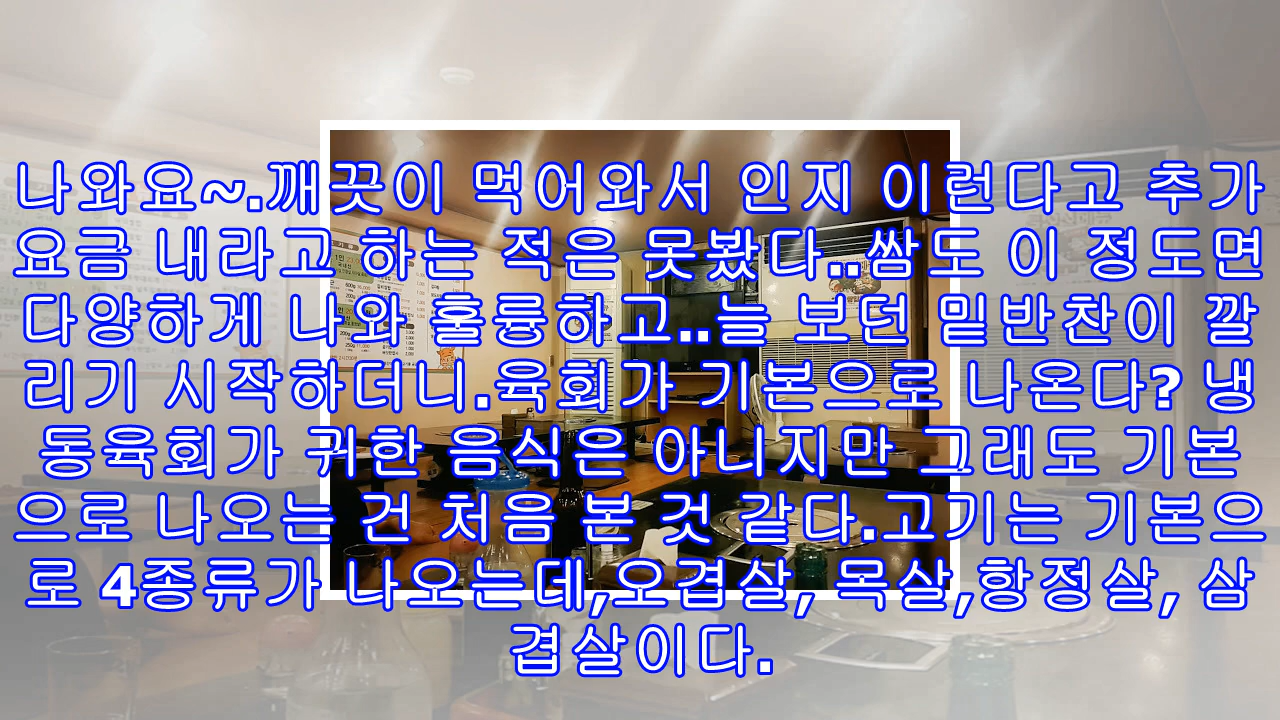 나와요~.깨끗이 먹어와서 인지 이런다고 추가
요금 내라고 하는 적은 못봤다..쌈도 이 정도면
다양하게 나와 훌륭하고..늘 보던 밑반찬이 깔
리기 시작하더니.육회가 기본으로 나온다? 냉
동육회가 귀한 음식은 아니지만 그래도 기본
으로 나오는 건 처음 본 것 같다.고기는 기본으
로 4종류가 나오는데,오겹살, 목살,항정살, 삼
겹살이다.